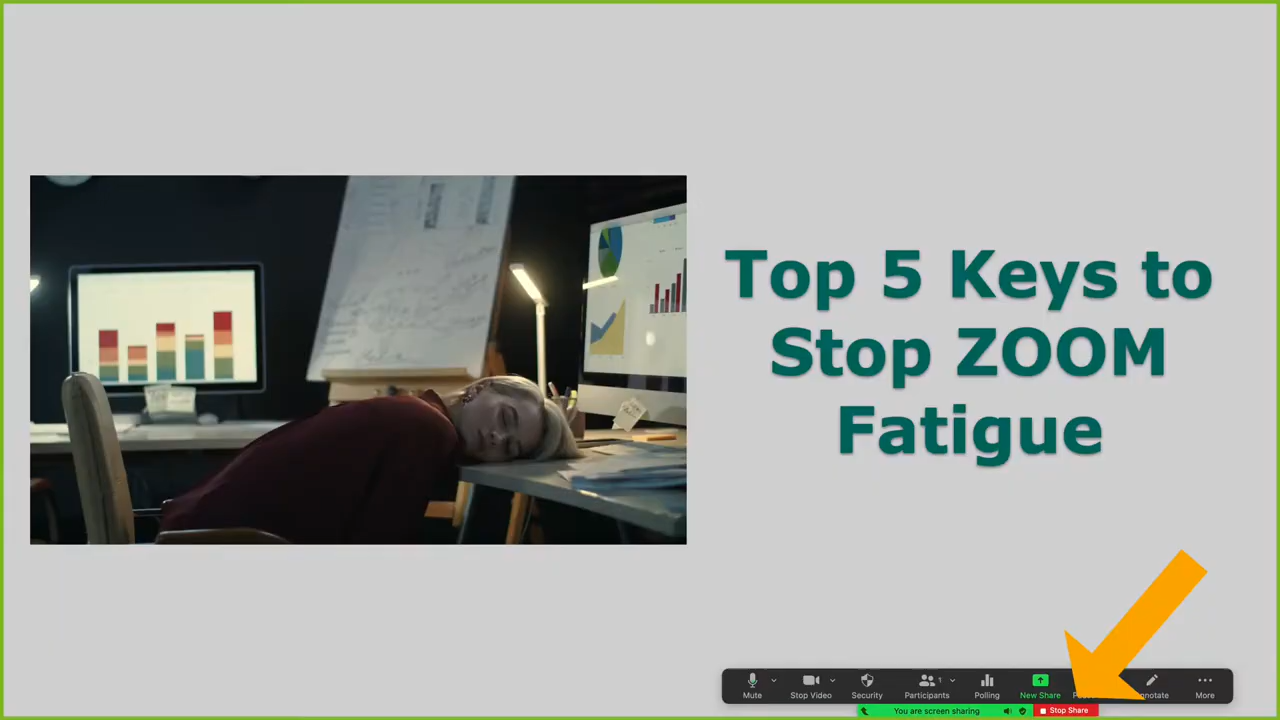 Top 5 Keys to
Stop ZOOM
Fatigue
Mute
Stop Video
Security
Participants
1
Polling
New Share
More
You are screen sharing
Stop Share